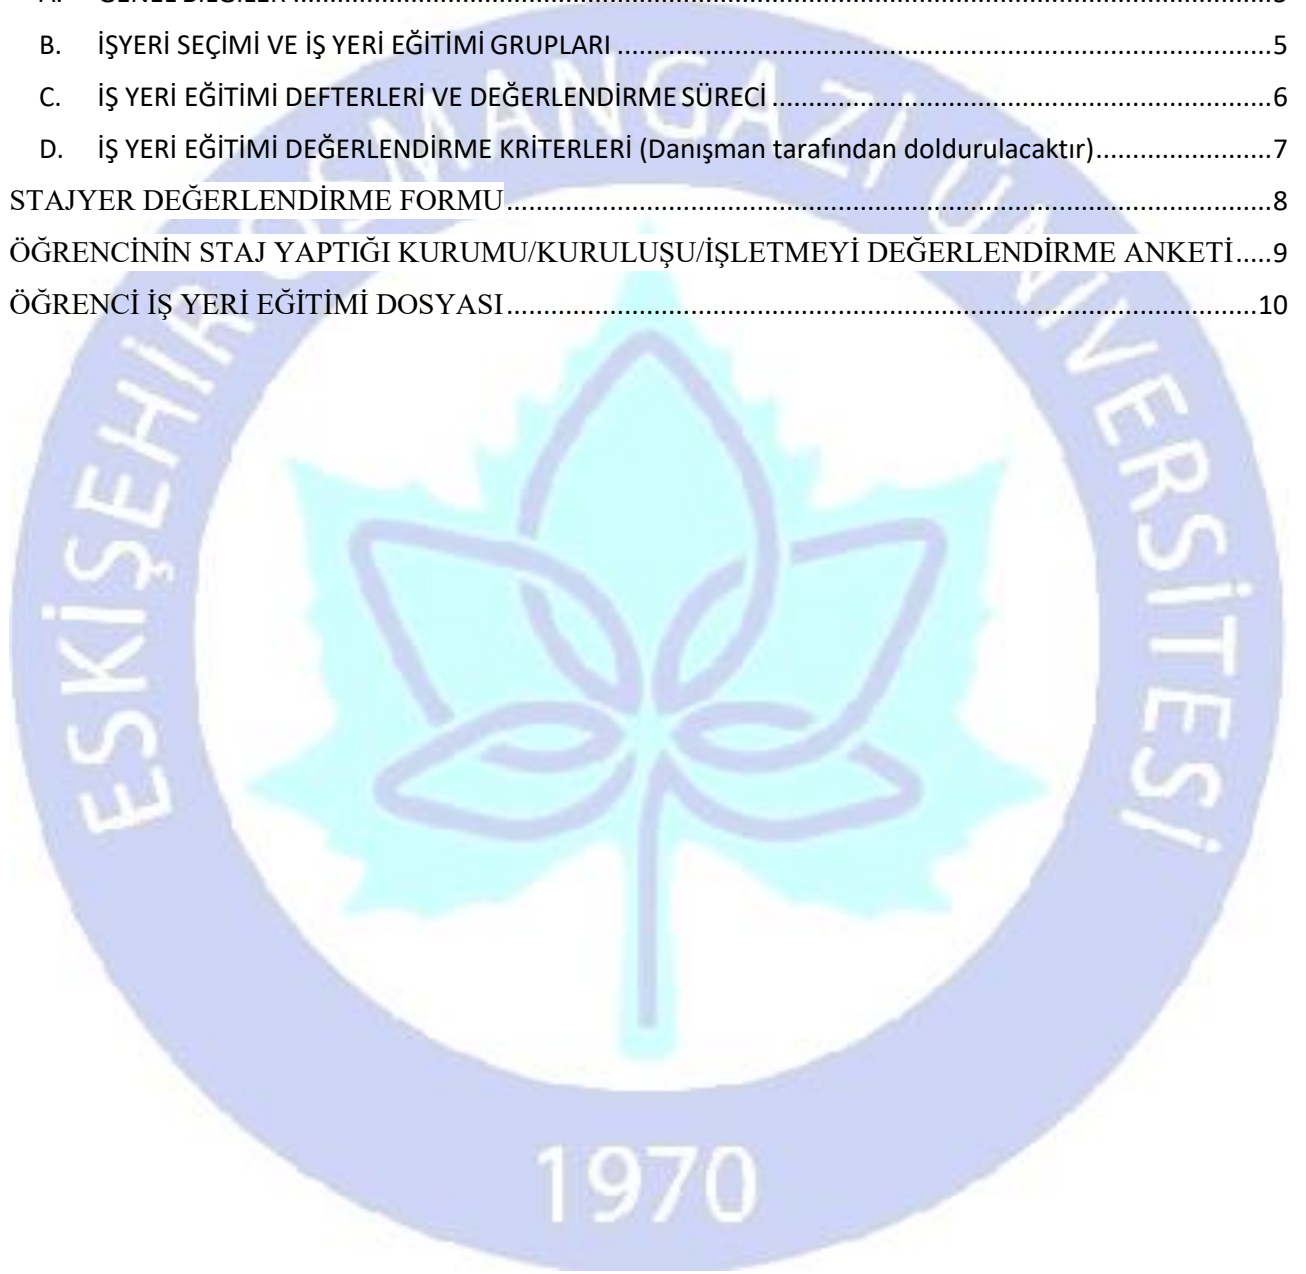 B. İŞYERİ SEÇİMİ VE İŞ YERİ EĞİTİMİ GRUPLARI ........ 5
C. İŞ YERİ EĞİTİMİ DEFTERLERİ VE DEĞERLENDİRME SÜRECİ ........ 6
D. İŞ YERİ EĞİTİMİ DEĞERLENDİRME KRİTERLERİ (Danışman tarafından doldurulacaktır) ........ 7
STAJYER DEĞERLENDİRME FORMU ........ 8
ÖĞRENCİNİN STAJ YAPTIĞI KURUMU/KURULUŞU/İŞLETMEYİ DEĞERLENDİRME ANKETİ ..... 9
ÖĞRENCİ İŞ YERİ EĞİTİMİ DOSYASI ........ 10
ESKİŞEHİR OSMANGAZİ ÜNİVERSİTESİ
1970